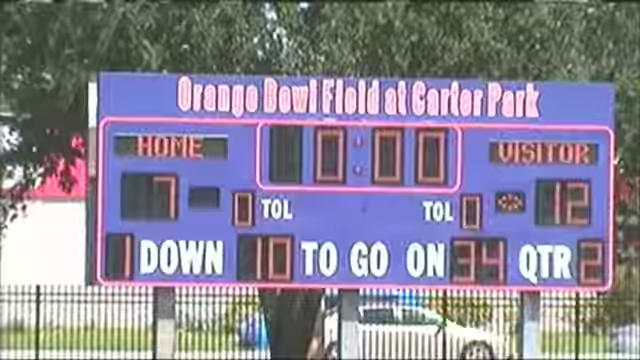 Orange Bowl Field at Carter Park
HOME 0:00 VISITOR
7 0 TOL TOL 0 12
1 DOWN 10 TO GO ON 34 QTR 2